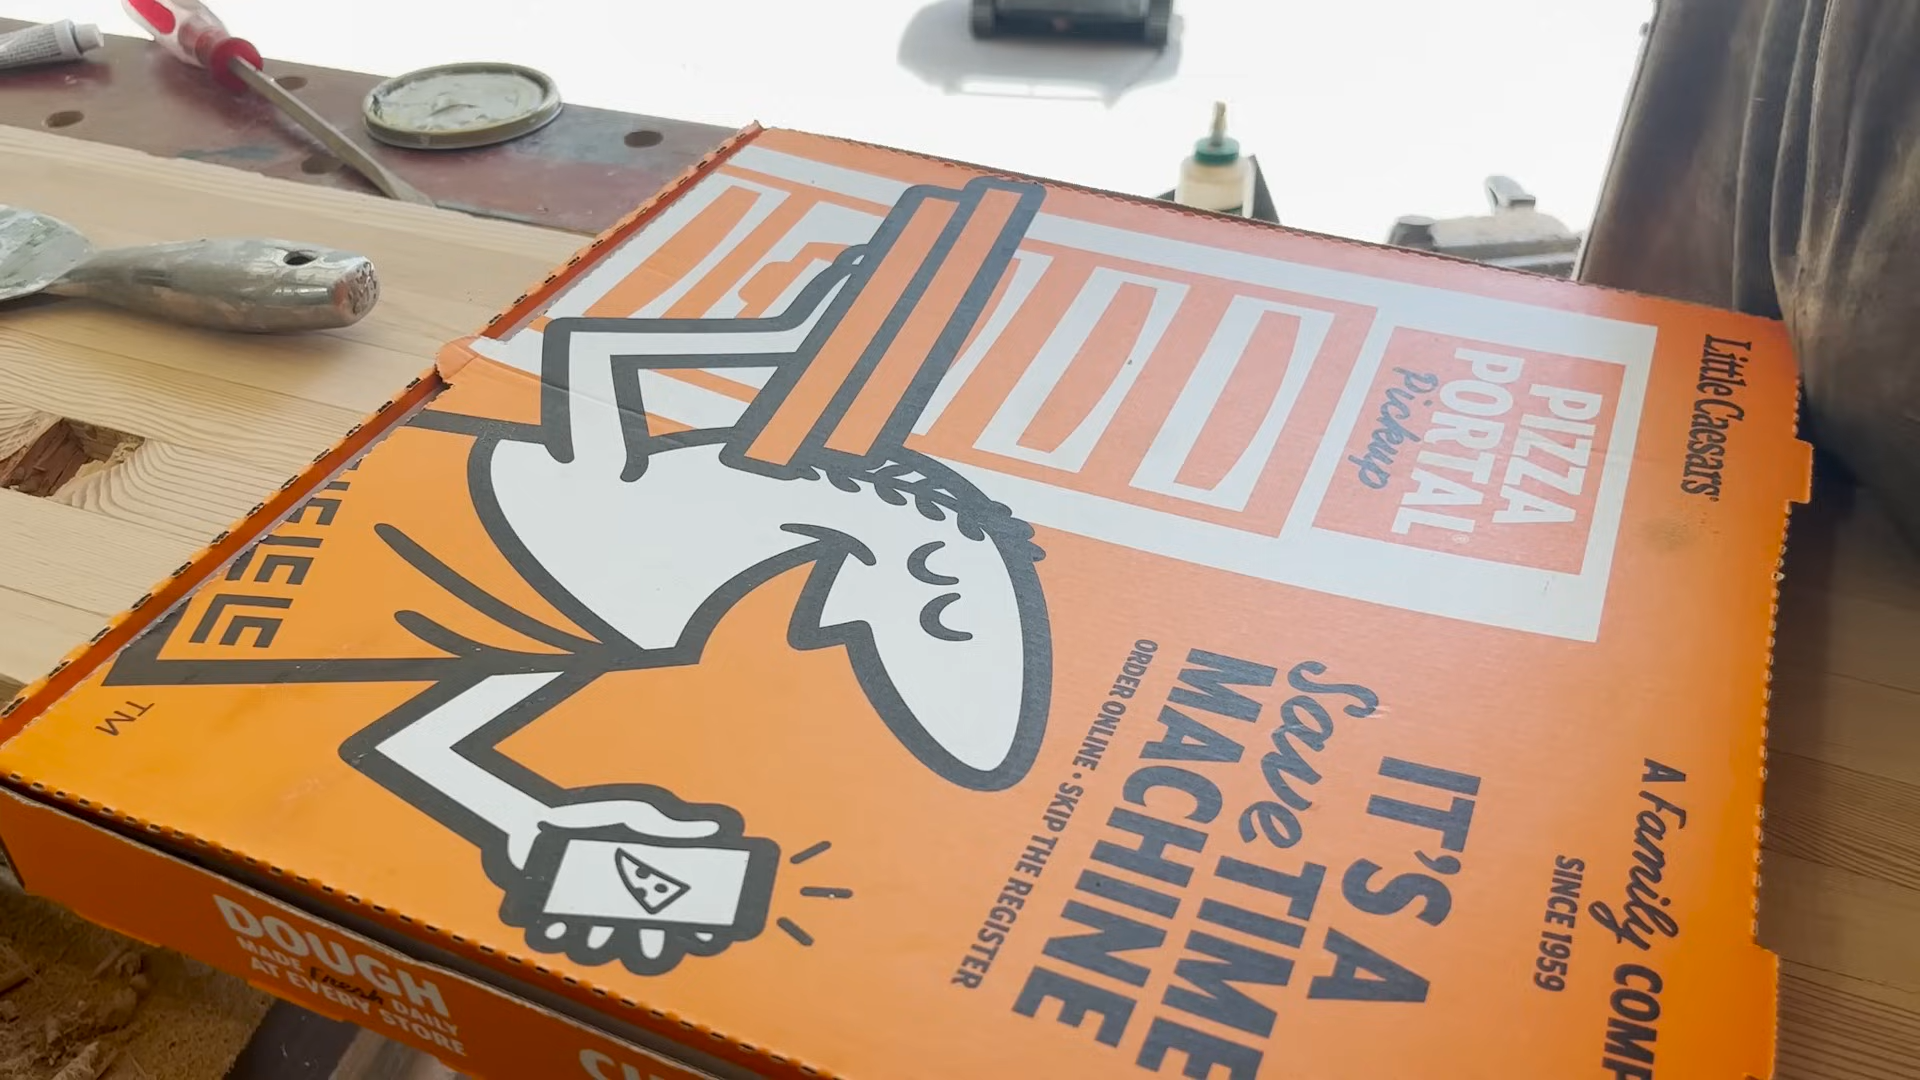 Little Caesars®
A Family COMP
SINCE 1959
PIZZA
PORTAL®
Pickup
IT'S A
Save TIME
MACHINE
ORDER ONLINE • SKIP THE REGISTER
TM
DOUGH
MADE Fresh DAILY
AT EVERY STORE